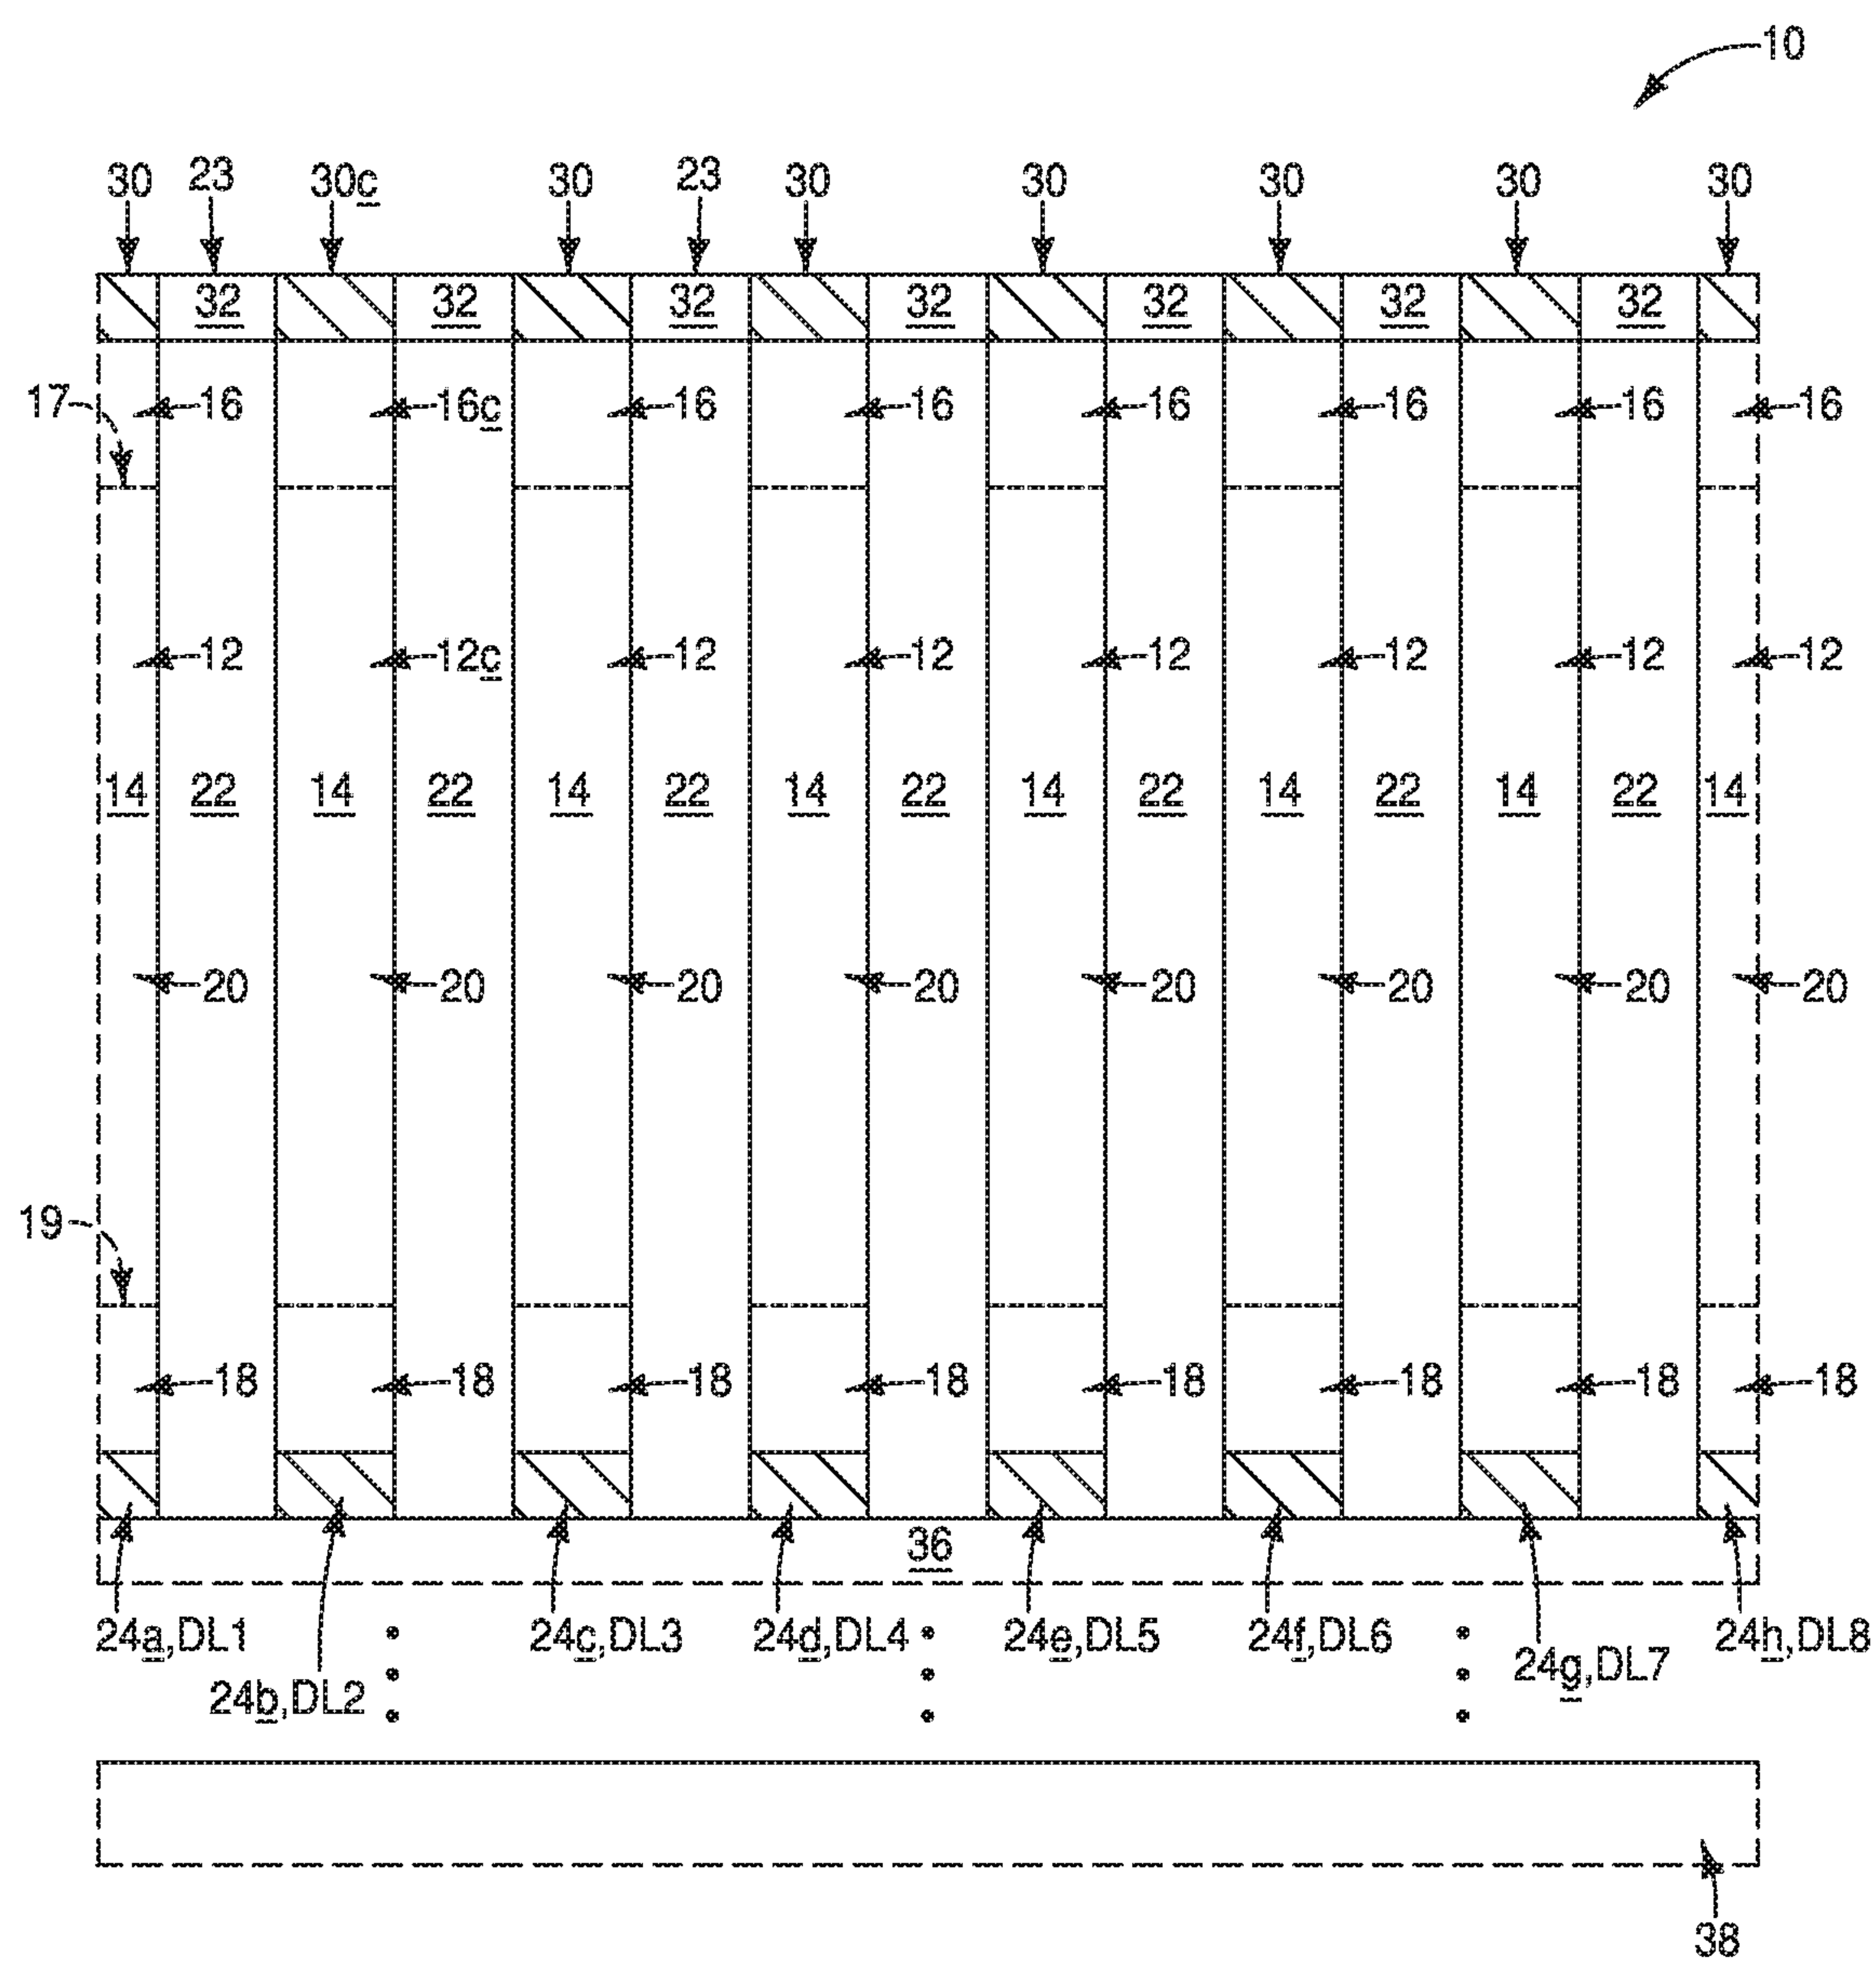 10
30 23 30c 30 23 30 30 30 30 30
32 32 32 32 32 32 32
17 16 16c 16 16 16 16 16 16
12 12c 12 12 12 12 12 12
14 22 14 22 14 22 14 22 14 22 14 22 14 22 14
20 20 20 20 20 20 20 20
19
18 18 18 18 18 18 18 18
36
24a,DL1 24c,DL3 24d,DL4 24e,DL5 24f,DL6 24h,DL8
24b,DL2 24g,DL7
38